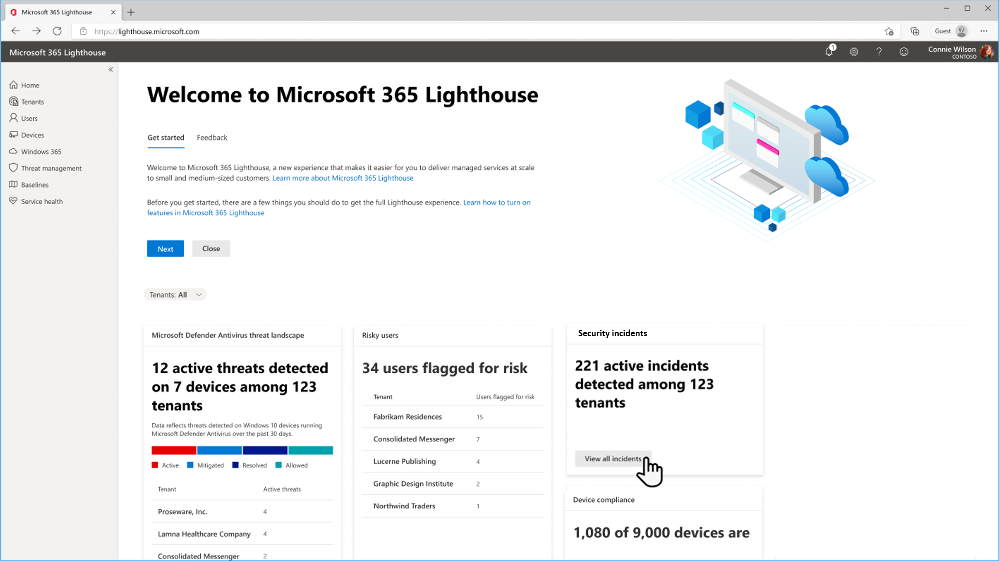 Microsoft 365 Lighthouse
https://lighthouse.microsoft.com
Guest
Microsoft 365 Lighthouse
1
Connie Wilson
CONTOSO
Home
Tenants
Users
Devices
Windows 365
Threat management
Baselines
Service health
Welcome to Microsoft 365 Lighthouse
Get started Feedback
Welcome to Microsoft 365 Lighthouse, a new experience that makes it easier for you to deliver managed services at scale
to small and medium-sized customers. Learn more about Microsoft 365 Lighthouse
Before you get started, there are a few things you should do to get the full Lighthouse experience. Learn how to turn on
features in Microsoft 365 Lighthouse
Next Close
Tenants: All
Microsoft Defender Antivirus threat landscape
12 active threats detected
on 7 devices among 123
tenants
Data reflects threats detected on Windows 10 devices running
Microsoft Defender Antivirus over the past 30 days.
Active Mitigated Resolved Allowed
Tenant Active threats
Proseware, Inc. 4
Lamna Healthcare Company 4
Consolidated Messenger 2
Risky users
34 users flagged for risk
Tenant Users flagged for risk
Fabrikam Residences 15
Consolidated Messenger 7
Lucerne Publishing 4
Graphic Design Institute 2
Northwind Traders 1
Security incidents
221 active incidents
detected among 123
tenants
View all incidents
Device compliance
1,080 of 9,000 devices are